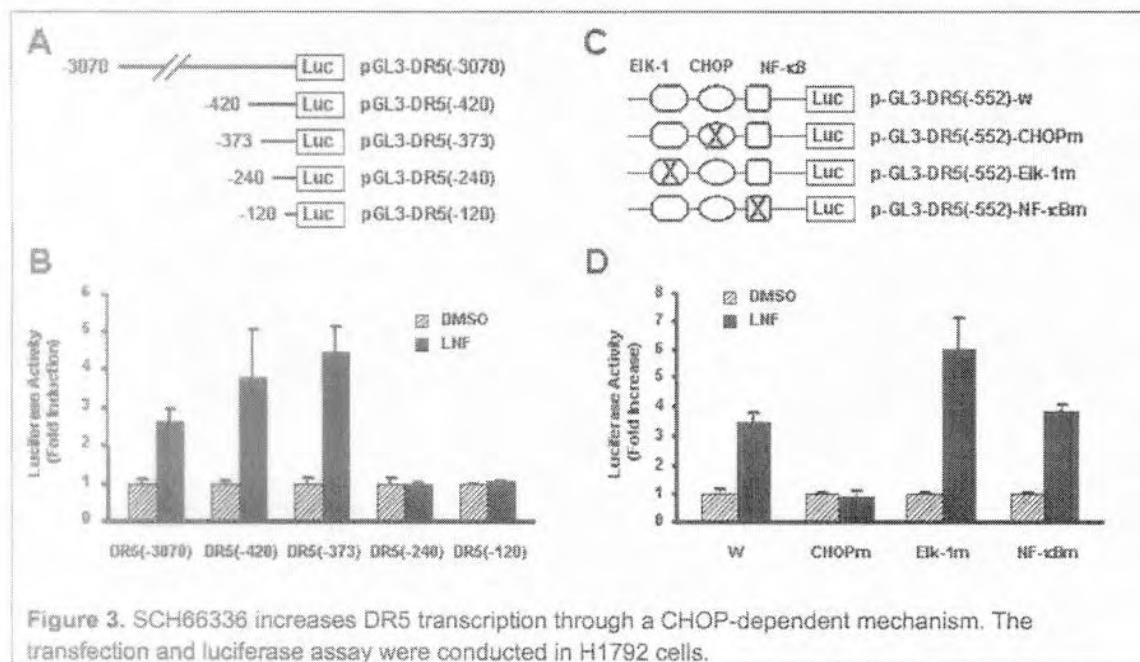 A
-3070 Luc pGL3-DR5(-3070)
-420 Luc pGL3-DR5(-420)
-373 Luc pGL3-DR5(-373)
-240 Luc pGL3-DR5(-240)
-120 Luc pGL3-DR5(-120)
B
Luciferase Activity
(Fold Induction)
6
5
4
3
2
1
0
DMSO
LNF
DR5(-3070) DR5(-420) DR5(-373) DR5(-240) DR5(-120)
C
Elk-1 CHOP NF-κB
Luc p-GL3-DR5(-552)-w
X Luc p-GL3-DR5(-552)-CHOPm
X Luc p-GL3-DR5(-552)-Elk-1m
X Luc p-GL3-DR5(-552)-NF-κBm
D
Luciferase Activity
(Fold Increase)
8
7
6
5
4
3
2
1
0
DMSO
LNF
W CHOPm Elk-1m NF-κBm
Figure 3. SCH66336 increases DR5 transcription through a CHOP-dependent mechanism. The
transfection and luciferase assay were conducted in H1792 cells.